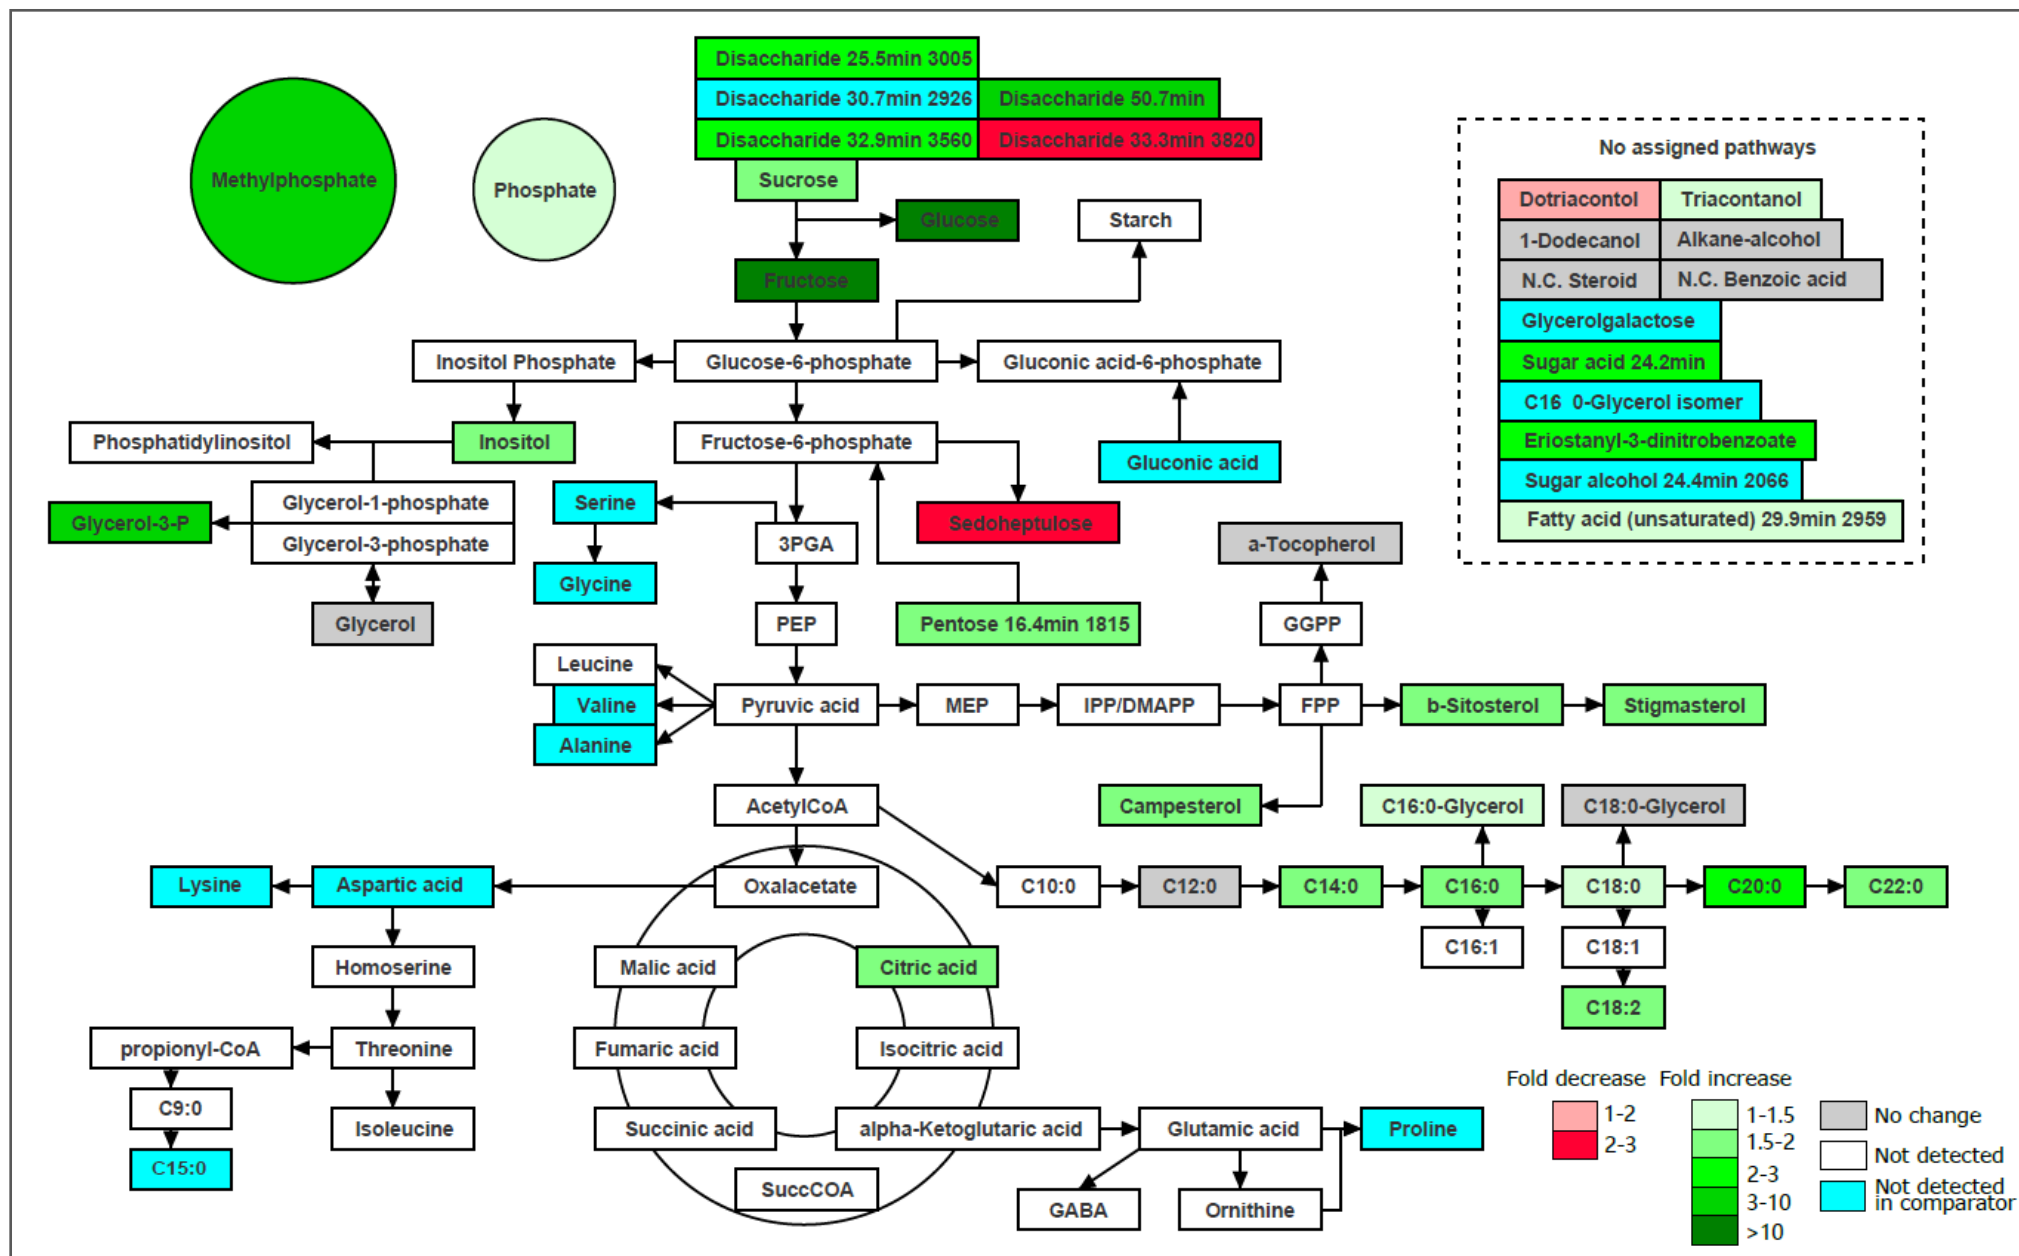 Disaccharide 25.5min 3005
Disaccharide 30.7min 2926
Disaccharide 50.7min
Disaccharide 32.9min 3560
Disaccharide 33.3min 3820
Methylphosphate
Phosphate
Sucrose
Glucose
Starch
Fructose
No assigned pathways
Dotriacontol
Triacontanol
1-Dodecanol
Alkane-alcohol
N.C. Steroid
N.C. Benzoic acid
Glycerolgalactose
Sugar acid 24.2min
C16 0-Glycerol isomer
Eriostanyl-3-dinitrobenzoate
Sugar alcohol 24.4min 2066
Fatty acid (unsaturated) 29.9min 2959
Inositol Phosphate
Glucose-6-phosphate
Gluconic acid-6-phosphate
Phosphatidylinositol
Inositol
Fructose-6-phosphate
Gluconic acid
Glycerol-1-phosphate
Glycerol-3-P
Glycerol-3-phosphate
Serine
Sedoheptulose
3PGA
a-Tocopherol
Glycine
Glycerol
PEP
Pentose 16.4min 1815
GGPP
Leucine
Valine
Alanine
Pyruvic acid
MEP
IPP/DMAPP
FPP
b-Sitosterol
Stigmasterol
AcetylCoA
Campesterol
C16:0-Glycerol
C18:0-Glycerol
Lysine
Aspartic acid
Oxalacetate
C10:0
C12:0
C14:0
C16:0
C18:0
C20:0
C22:0
Homoserine
Malic acid
Citric acid
C16:1
C18:1
C18:2
propionyl-CoA
Threonine
Fumaric acid
Isocitric acid
C9:0
Isoleucine
Succinic acid
alpha-Ketoglutaric acid
Glutamic acid
Proline
C15:0
SuccCOA
GABA
Ornithine
Fold decrease
1-2
2-3
Fold increase
1-1.5
1.5-2
2-3
3-10
>10
No change
Not detected
Not detected
in comparator